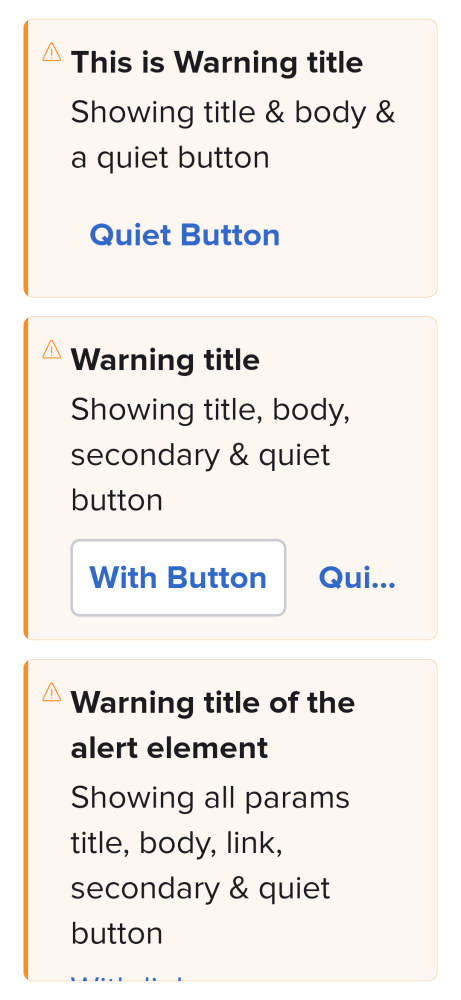 This is Warning title
Showing title & body &
a quiet button
Quiet Button
Warning title
Showing title, body,
secondary & quiet
button
With Button Qui...
Warning title of the
alert element
Showing all params
title, body, link,
secondary & quiet
button